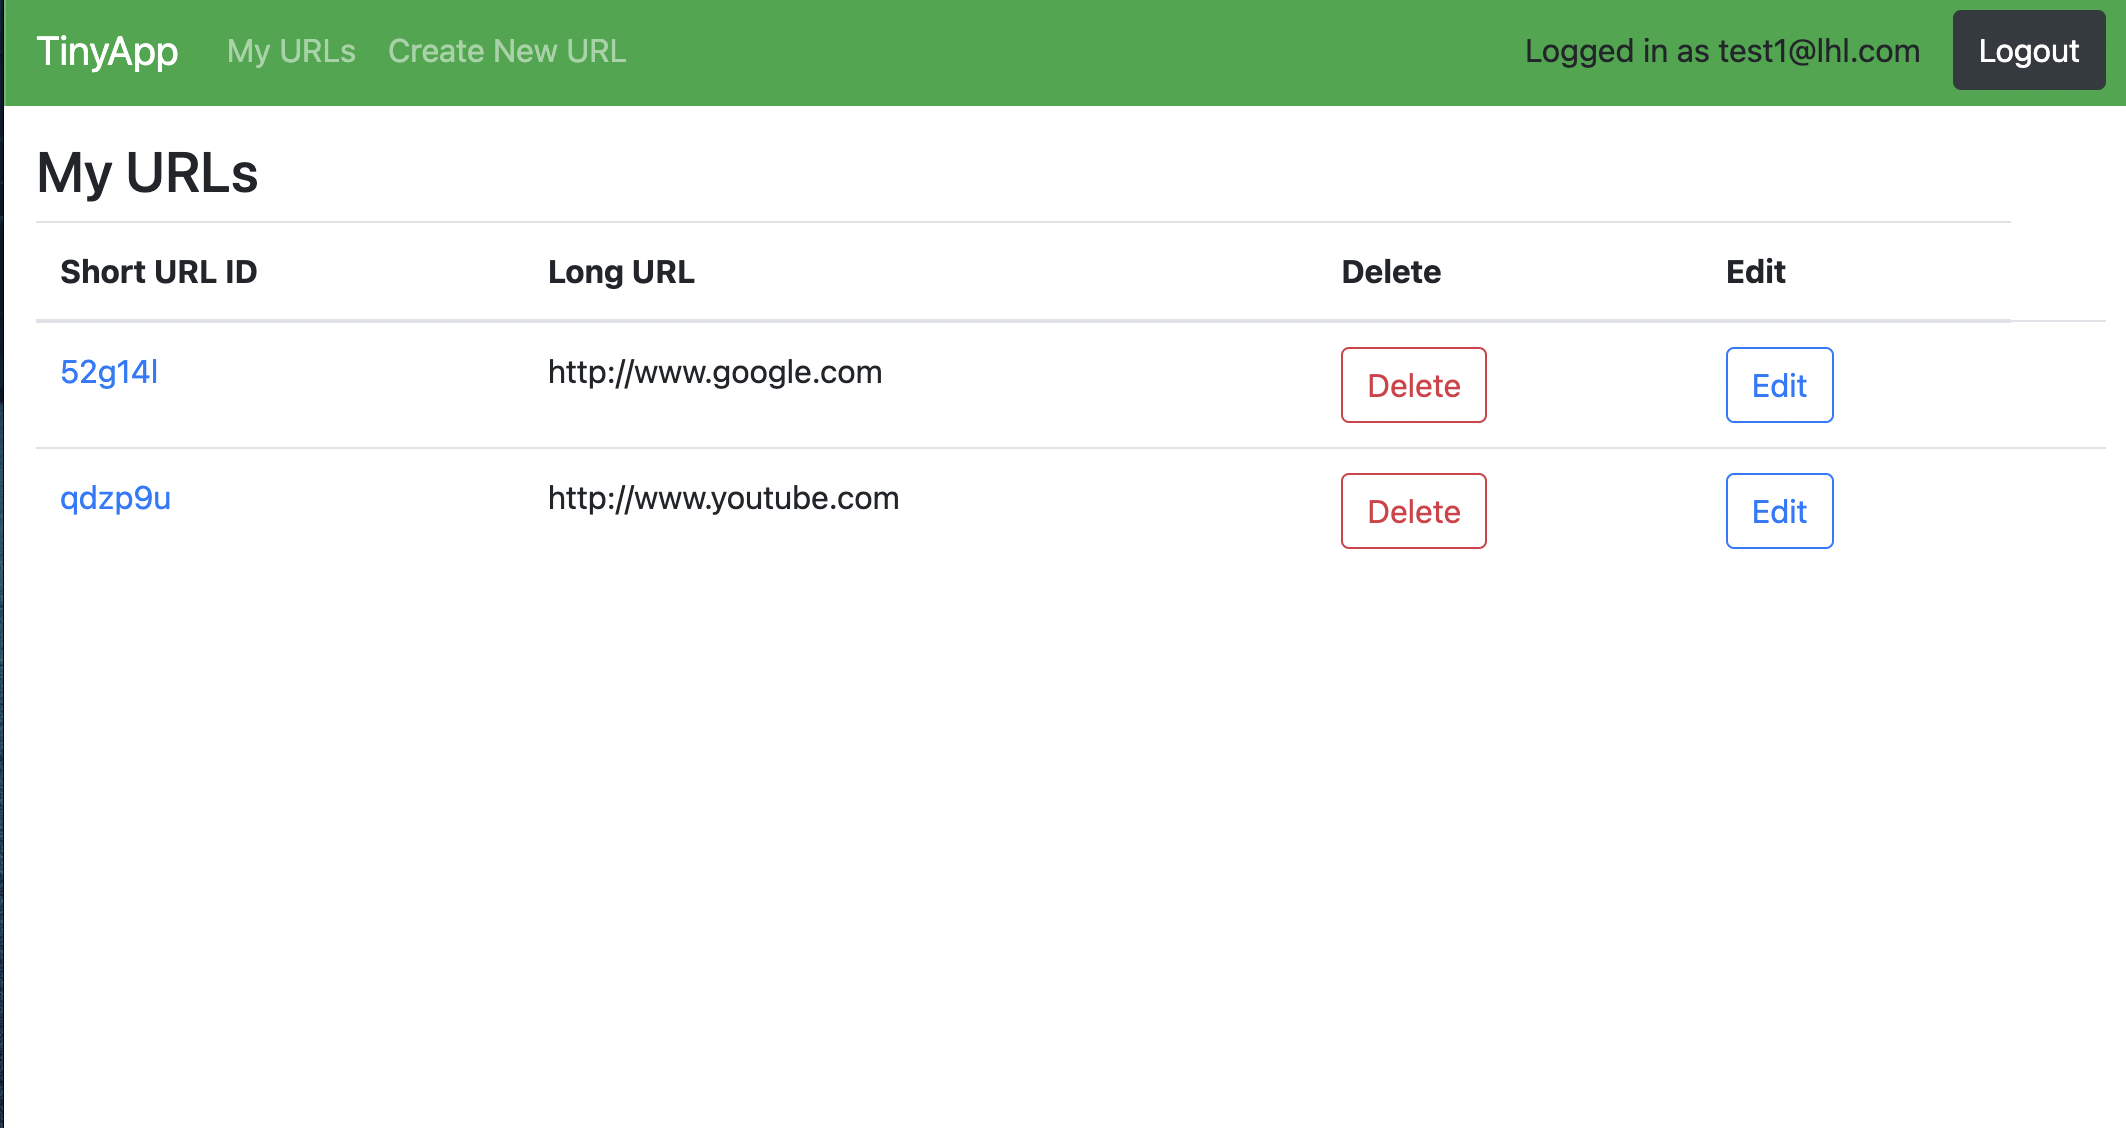 TinyApp My URLs Create New URL Logged in as test1@lhl.com Logout
My URLs
Short URL ID Long URL Delete Edit
52g14l http://www.google.com Delete Edit
qdzp9u http://www.youtube.com Delete Edit